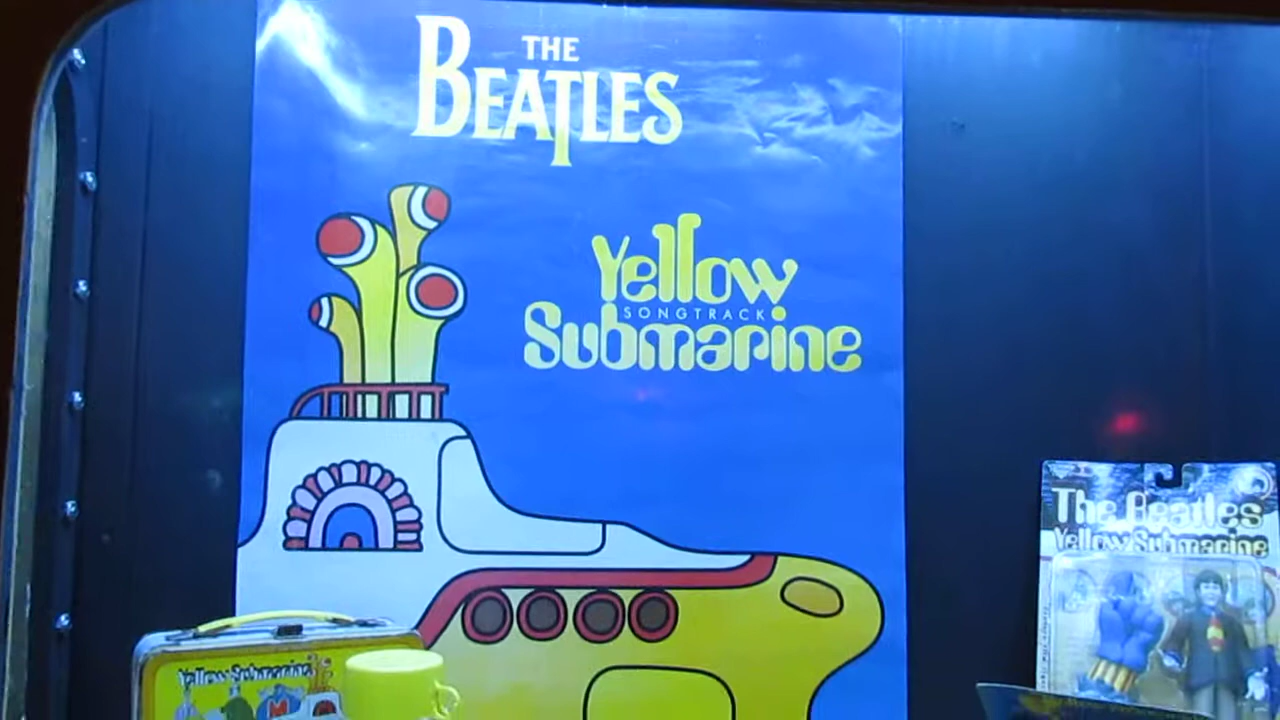 THE
BEATLES
Yellow
SONGTRACK
Submarine
The Beatles
Yellow Submarine
Yellow Submarine